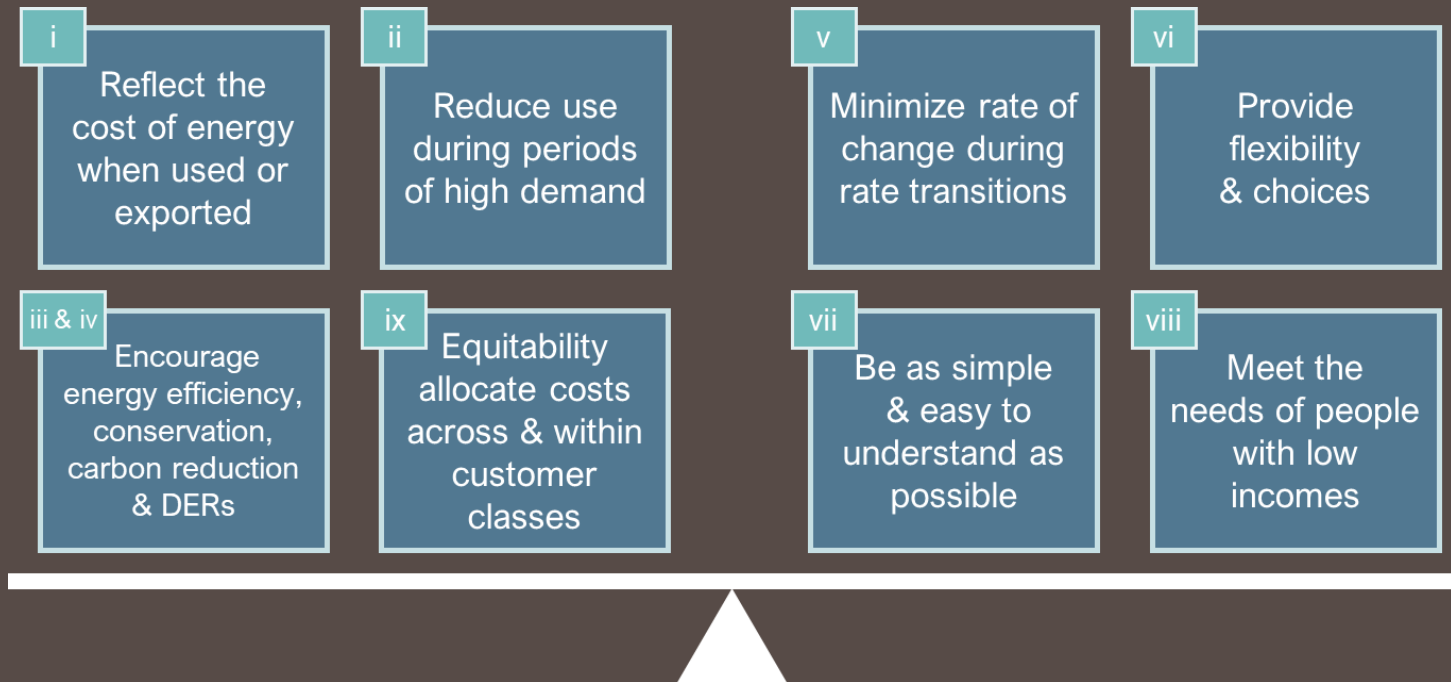 i
Reflect the
cost of energy
when used or
exported
ii
Reduce use
during periods
of high demand
v
Minimize rate of
change during
rate transitions
vi
Provide
flexibility
& choices
iii & iv
Encourage
energy efficiency,
conservation,
carbon reduction
& DERs
ix
Equitability
allocate costs
across & within
customer
classes
vii
Be as simple
& easy to
understand as
possible
viii
Meet the
needs of people
with low
incomes